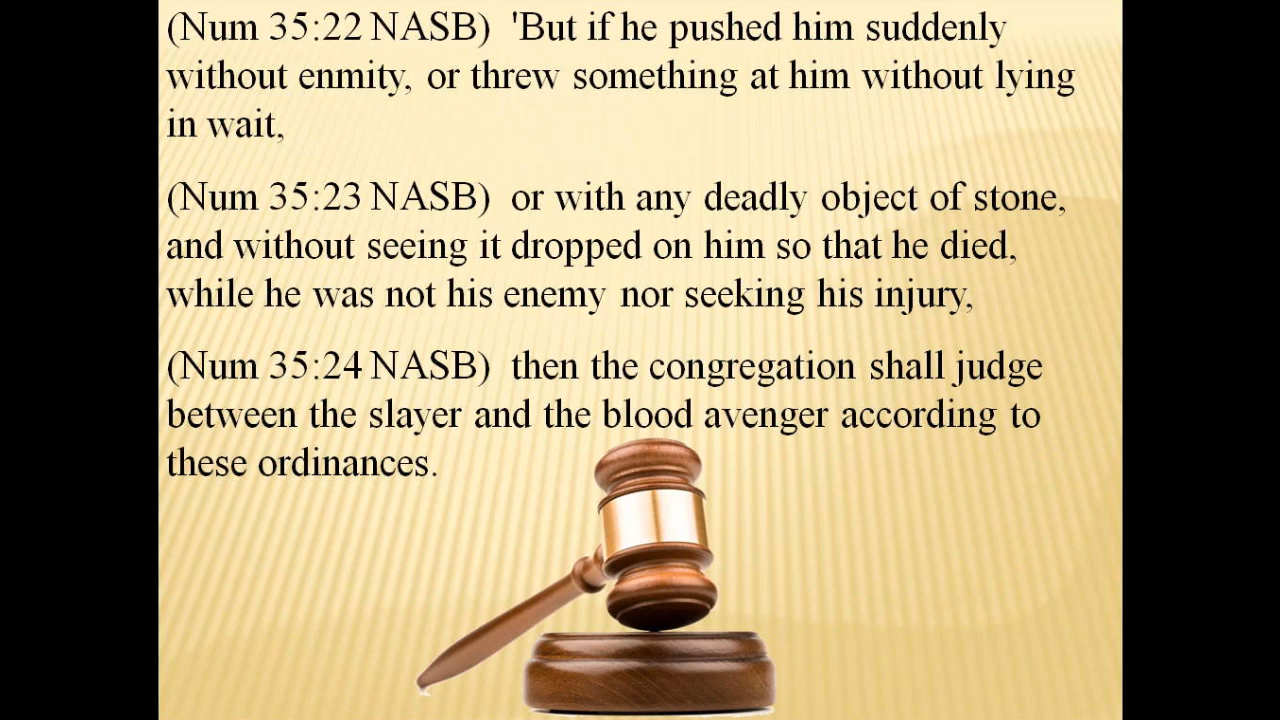 (Num 35:22 NASB) 'But if he pushed him suddenly
without enmity, or threw something at him without lying
in wait,
(Num 35:23 NASB) or with any deadly object of stone,
and without seeing it dropped on him so that he died,
while he was not his enemy nor seeking his injury,
(Num 35:24 NASB) then the congregation shall judge
between the slayer and the blood avenger according to
these ordinances.